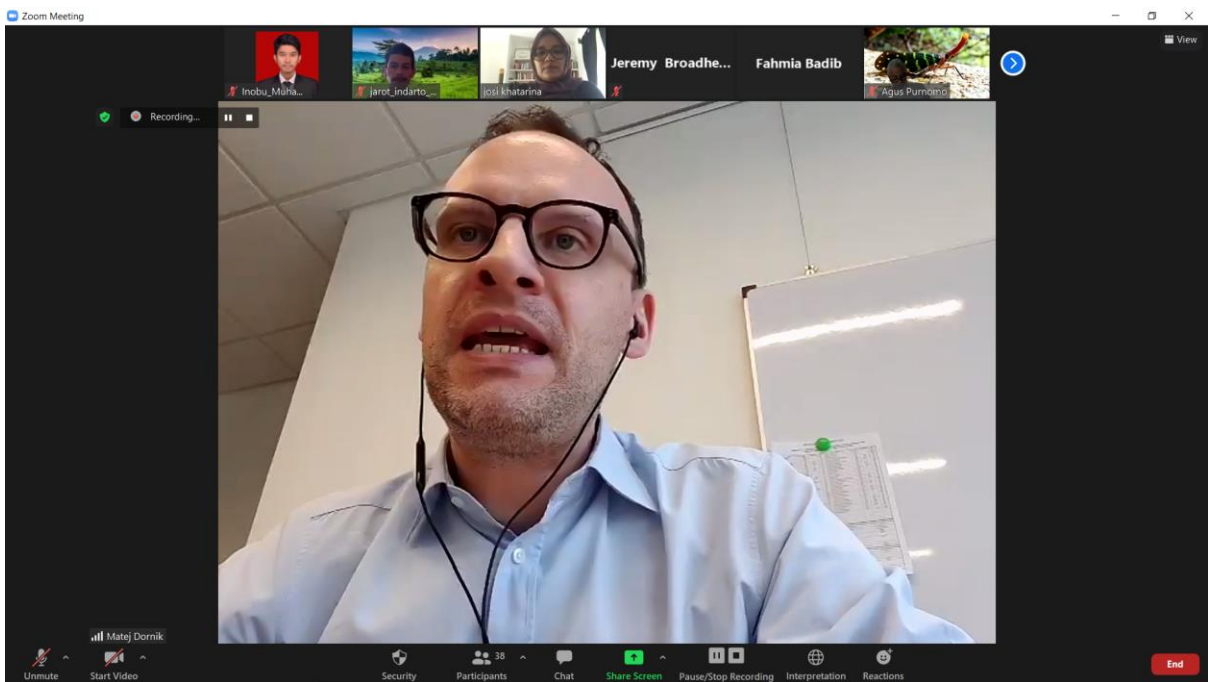 Zoom Meeting
View
Inobu_Muha...
jarot_indarto_...
josi khatarina
Jeremy Broadhe...
Fahmia Badib
Agus Purnomo
Recording...
Matej Dornik
Unmute
Start Video
Security
38
Participants
Chat
Share Screen
Pause/Stop Recording
Interpretation
Reactions
End